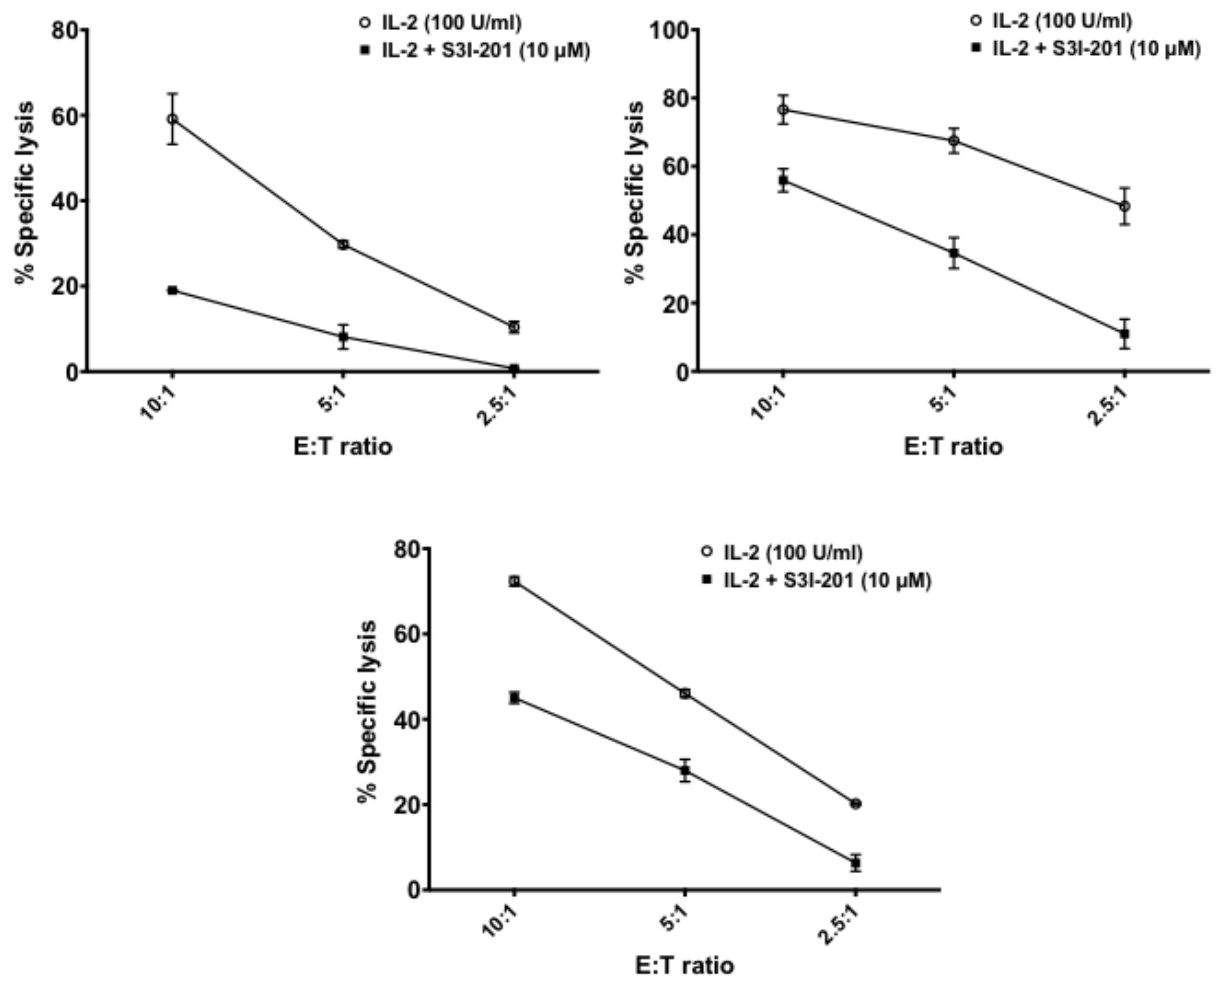 IL-2 (100 U/ml)
IL-2 + S3I-201 (10 µM)
80
60
40
20
0
% Specific lysis
10:1
5:1
2.5:1
E:T ratio
IL-2 (100 U/ml)
IL-2 + S3I-201 (10 µM)
100
80
60
40
20
0
% Specific lysis
10:1
5:1
2.5:1
E:T ratio
IL-2 (100 U/ml)
IL-2 + S3I-201 (10 µM)
80
60
40
20
0
% Specific lysis
10:1
5:1
2.5:1
E:T ratio